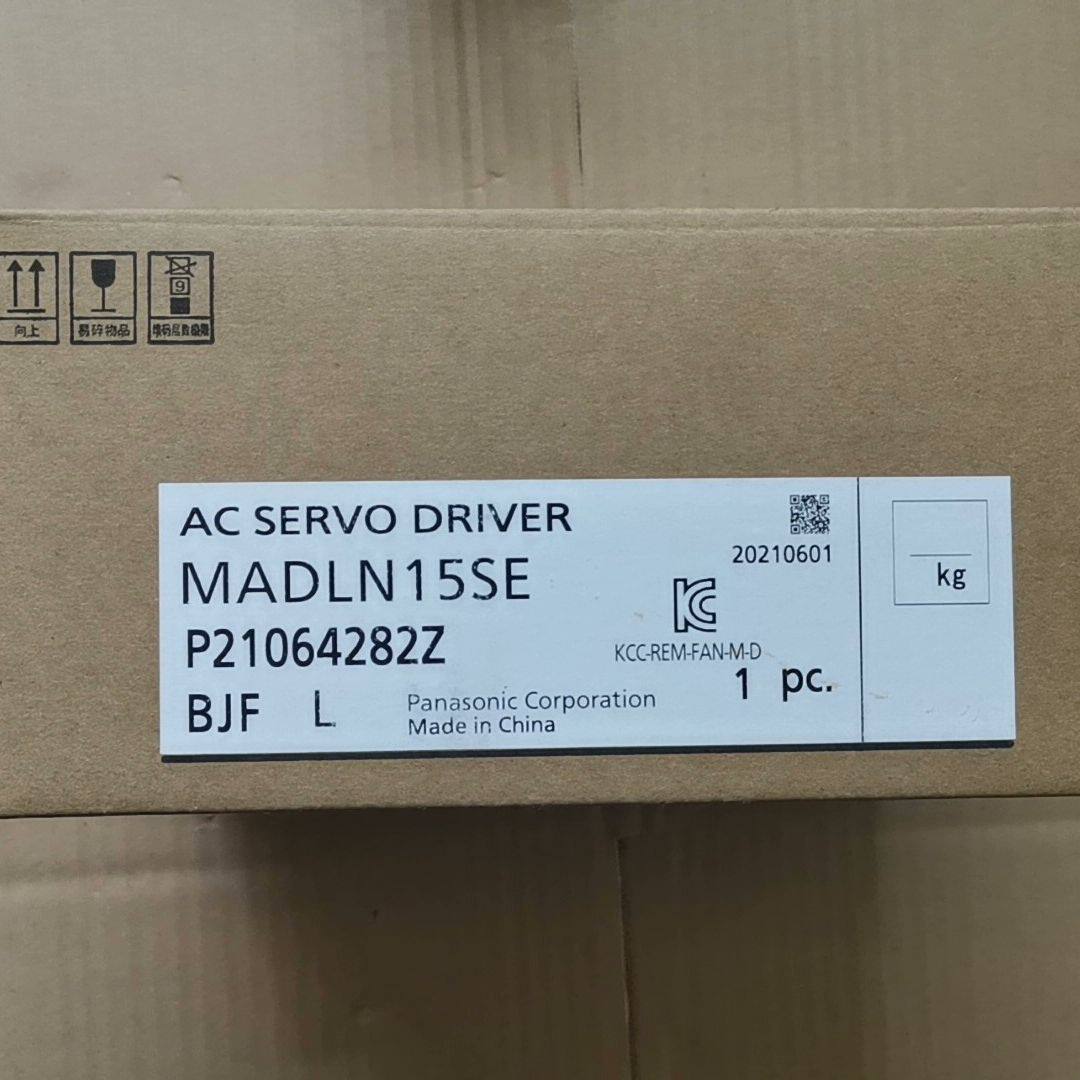 向上
易碎物品
9
AC SERVO DRIVER
20210601
MADLN15SE
kg
P21064282Z
KCC-REM-FAN-M-D
1 pc.
BJF L
Panasonic Corporation
Made in China